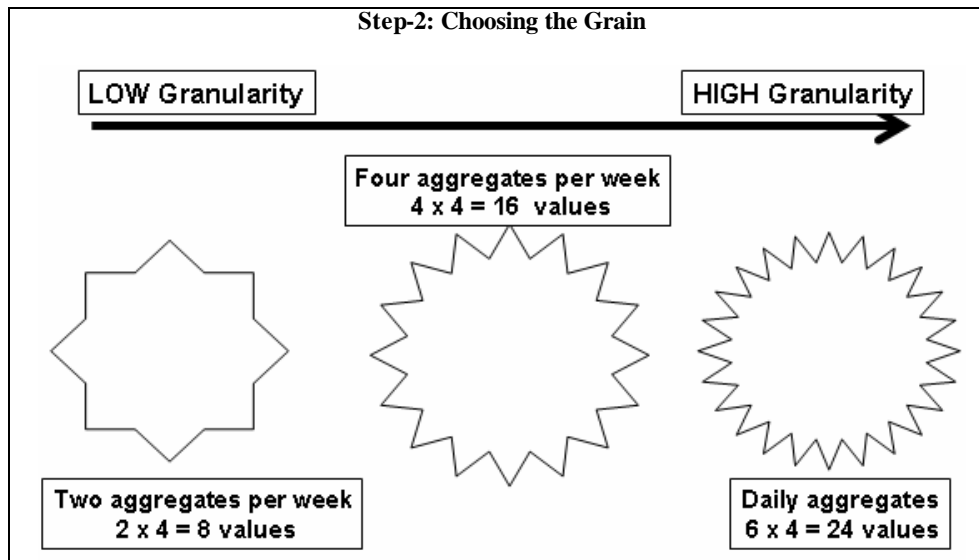 Step-2: Choosing the Grain
LOW Granularity
HIGH Granularity
Four aggregates per week
4 x 4 = 16 values
Two aggregates per week
2 x 4 = 8 values
Daily aggregates
6 x 4 = 24 values